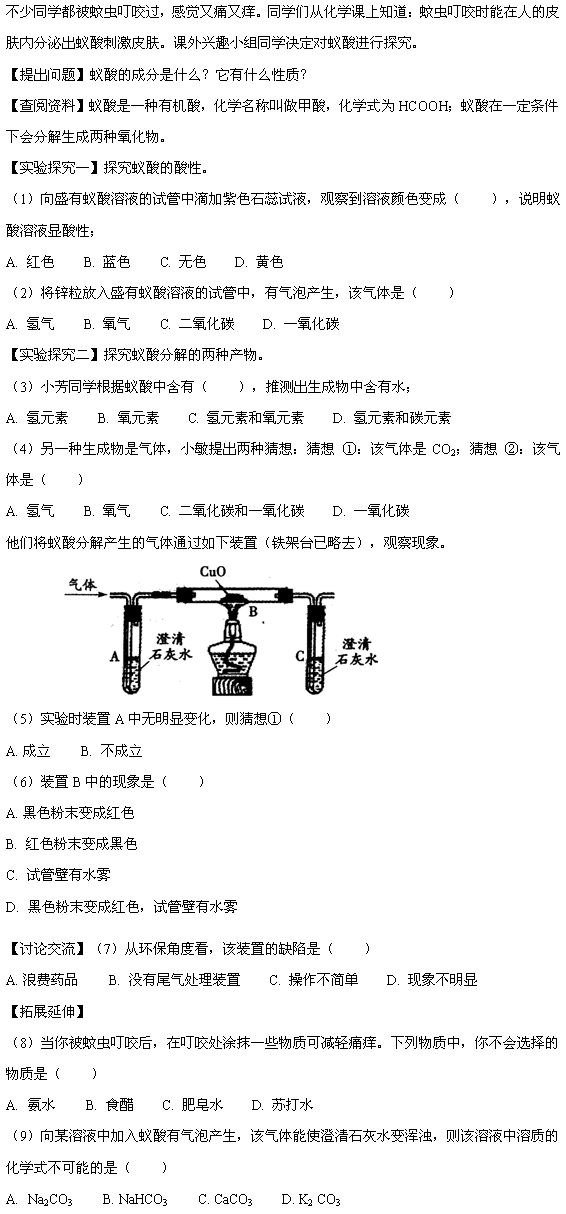 不少同学都被蚊虫叮咬过，感觉又痛又痒。同学们从化学课上知道：蚊虫叮咬时能在人的皮
肤内分泌出蚁酸刺激皮肤。课外兴趣小组同学决定对蚁酸进行探究。
【提出问题】蚁酸的成分是什么？它有什么性质？
【查阅资料】蚁酸是一种有机酸，化学名称叫做甲酸，化学式为 HCOOH；蚁酸在一定条件
下会分解生成两种氧化物。
【实验探究一】探究蚁酸的酸性。
（1）向盛有蚁酸溶液的试管中滴加紫色石蕊试液，观察到溶液颜色变成（　　），说明蚁
酸溶液显酸性；
A. 红色　　B. 蓝色　　C. 无色　　D. 黄色
（2）将锌粒放入盛有蚁酸溶液的试管中，有气泡产生，该气体是（　　）
A. 氢气　　B. 氧气　　C. 二氧化碳　　D. 一氧化碳
【实验探究二】探究蚁酸分解的两种产物。
（3）小芳同学根据蚁酸中含有（　　），推测出生成物中含有水；
A. 氢元素　　B. 氧元素　　C. 氢元素和氧元素　　D. 氢元素和碳元素
（4）另一种生成物是气体，小敏提出两种猜想：猜想 ①：该气体是 CO₂；猜想 ②：该气
体是（　　）
A. 氢气　　B. 氧气　　C. 二氧化碳和一氧化碳　　D. 一氧化碳
他们将蚁酸分解产生的气体通过如下装置（铁架台已略去），观察现象。
气体
CuO
B
A
澄清
石灰水
C
澄清
石灰水
（5）实验时装置 A 中无明显变化，则猜想①（　　）
A. 成立　　B. 不成立
（6）装置 B 中的现象是（　　）
A. 黑色粉末变成红色
B. 红色粉末变成黑色
C. 试管壁有水雾
D. 黑色粉末变成红色，试管壁有水雾
【讨论交流】（7）从环保角度看，该装置的缺陷是（　　）
A. 浪费药品　　B. 没有尾气处理装置　　C. 操作不简单　　D. 现象不明显
【拓展延伸】
（8）当你被蚊虫叮咬后，在叮咬处涂抹一些物质可减轻痛痒。下列物质中，你不会选择的
物质是（　　）
A. 氨水　　B. 食醋　　C. 肥皂水　　D. 苏打水
（9）向某溶液中加入蚁酸有气泡产生，该气体能使澄清石灰水变浑浊，则该溶液中溶质的
化学式不可能的是（　　）
A. Na₂CO₃　　B. NaHCO₃　　C. CaCO₃　　D. K₂ CO₃